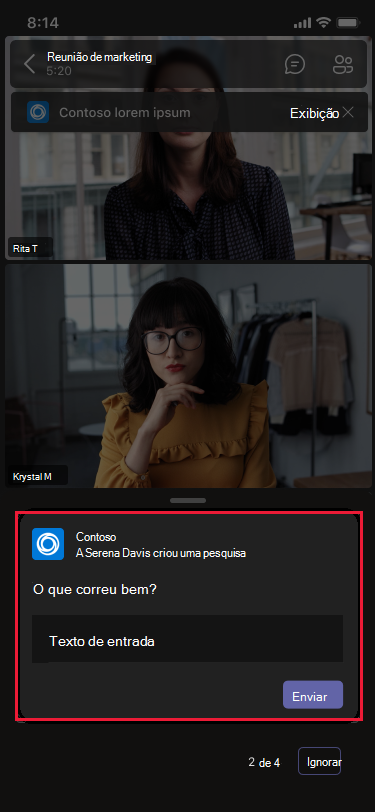 8:14
Reunião de marketing
5:20
Contoso lorem ipsum Exibição
Rita T
Krystal M
Contoso
A Serena Davis criou uma pesquisa
O que correu bem?
Texto de entrada
Enviar
2 de 4 Ignorar